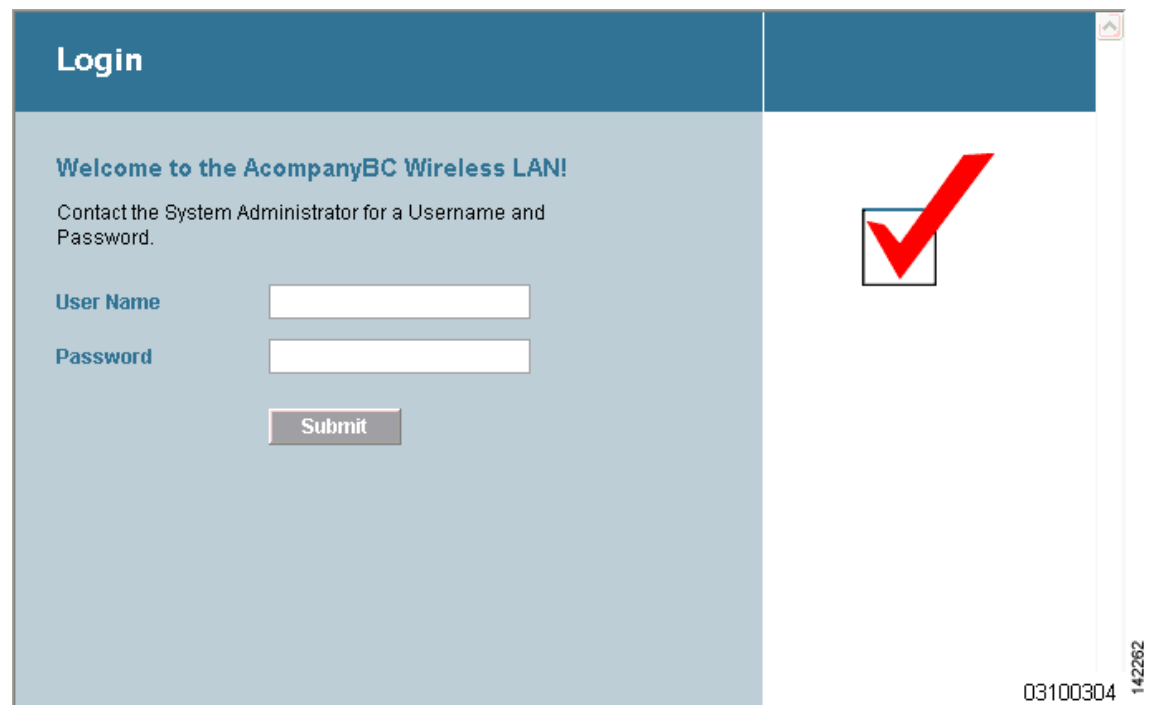 Login
Welcome to the AcompanyBC Wireless LAN!
Contact the System Administrator for a Username and
Password.
User Name
Password
Submit
03100304
142262